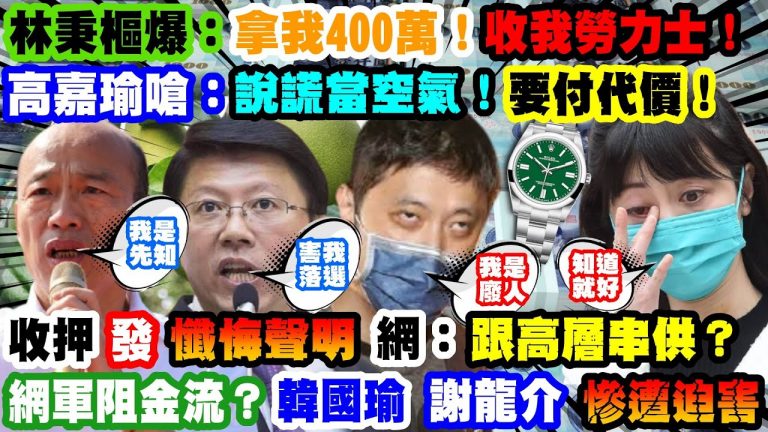 林秉樞爆：拿我400萬！收我勞力士！
高嘉瑜嗆：說謊當空氣！要付代價！
我是
先知
害我
落選
我是
廢人
知道
就好
收押 發 懺悔聲明 網：跟高層串供？
網軍阻金流？韓國瑜 謝龍介 慘遭迫害